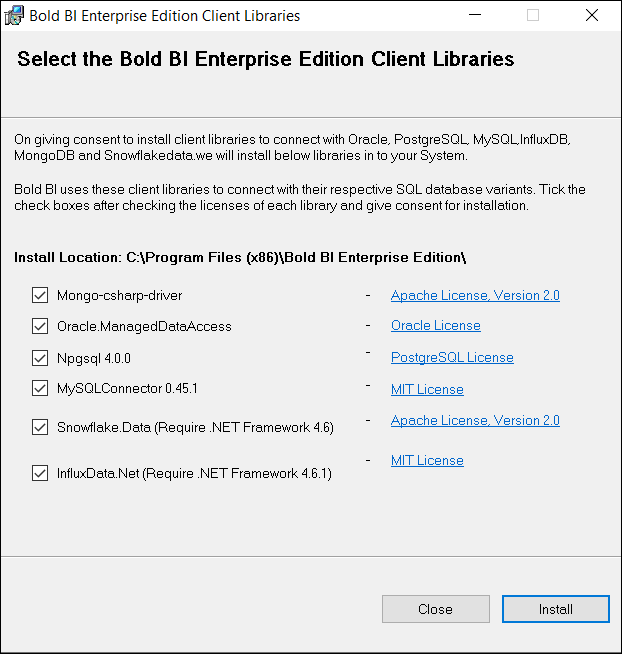 Bold BI Enterprise Edition Client Libraries
Select the Bold BI Enterprise Edition Client Libraries
On giving consent to install client libraries to connect with Oracle, PostgreSQL, MySQL,InfluxDB,
MongoDB and Snowflakedata.we will install below libraries in to your System.
Bold BI uses these client libraries to connect with their respective SQL database variants. Tick the
check boxes after checking the licenses of each library and give consent for installation.
Install Location: C:\Program Files (x86)\Bold BI Enterprise Edition\
Mongo-csharp-driver - Apache License, Version 2.0
Oracle.ManagedDataAccess - Oracle License
Npgsql 4.0.0 - PostgreSQL License
MySQLConnector 0.45.1 - MIT License
Snowflake.Data (Require .NET Framework 4.6) - Apache License, Version 2.0
InfluxData.Net (Require .NET Framework 4.6.1) - MIT License
Close Install